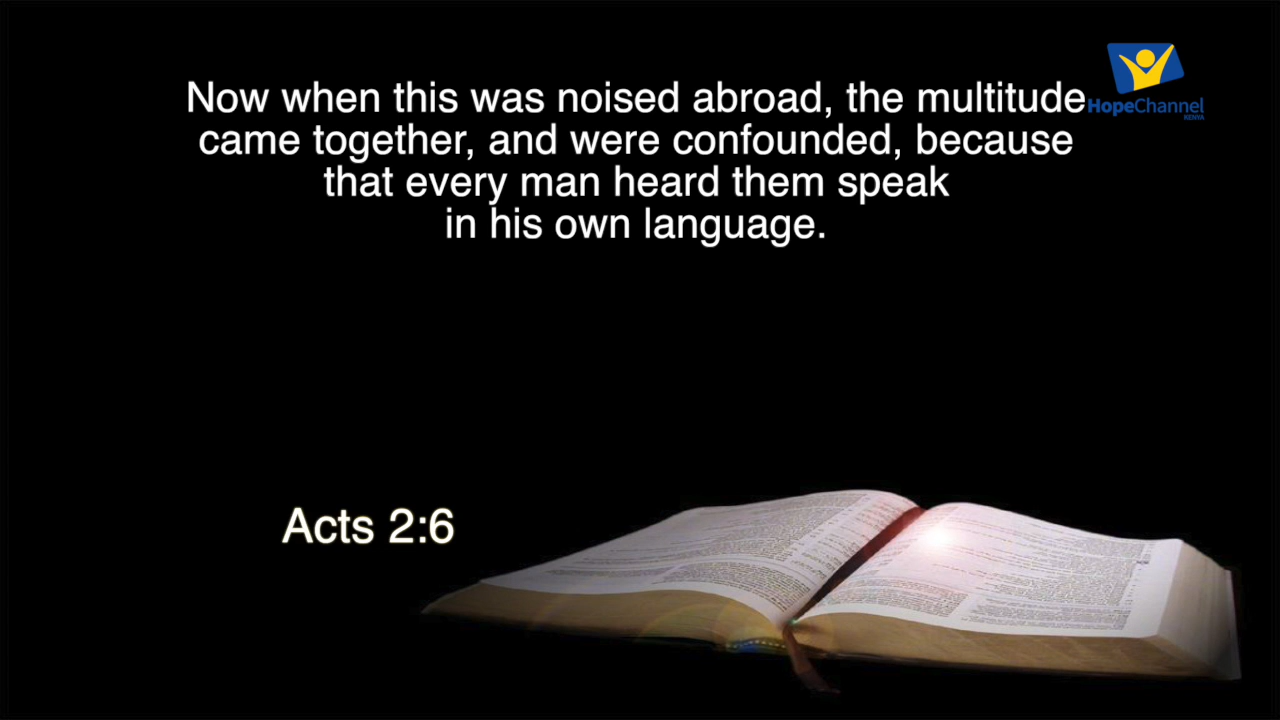 Now when this was noised abroad, the multitude
came together, and were confounded, because
that every man heard them speak
in his own language.
HopeChannel
KENYA
Acts 2:6